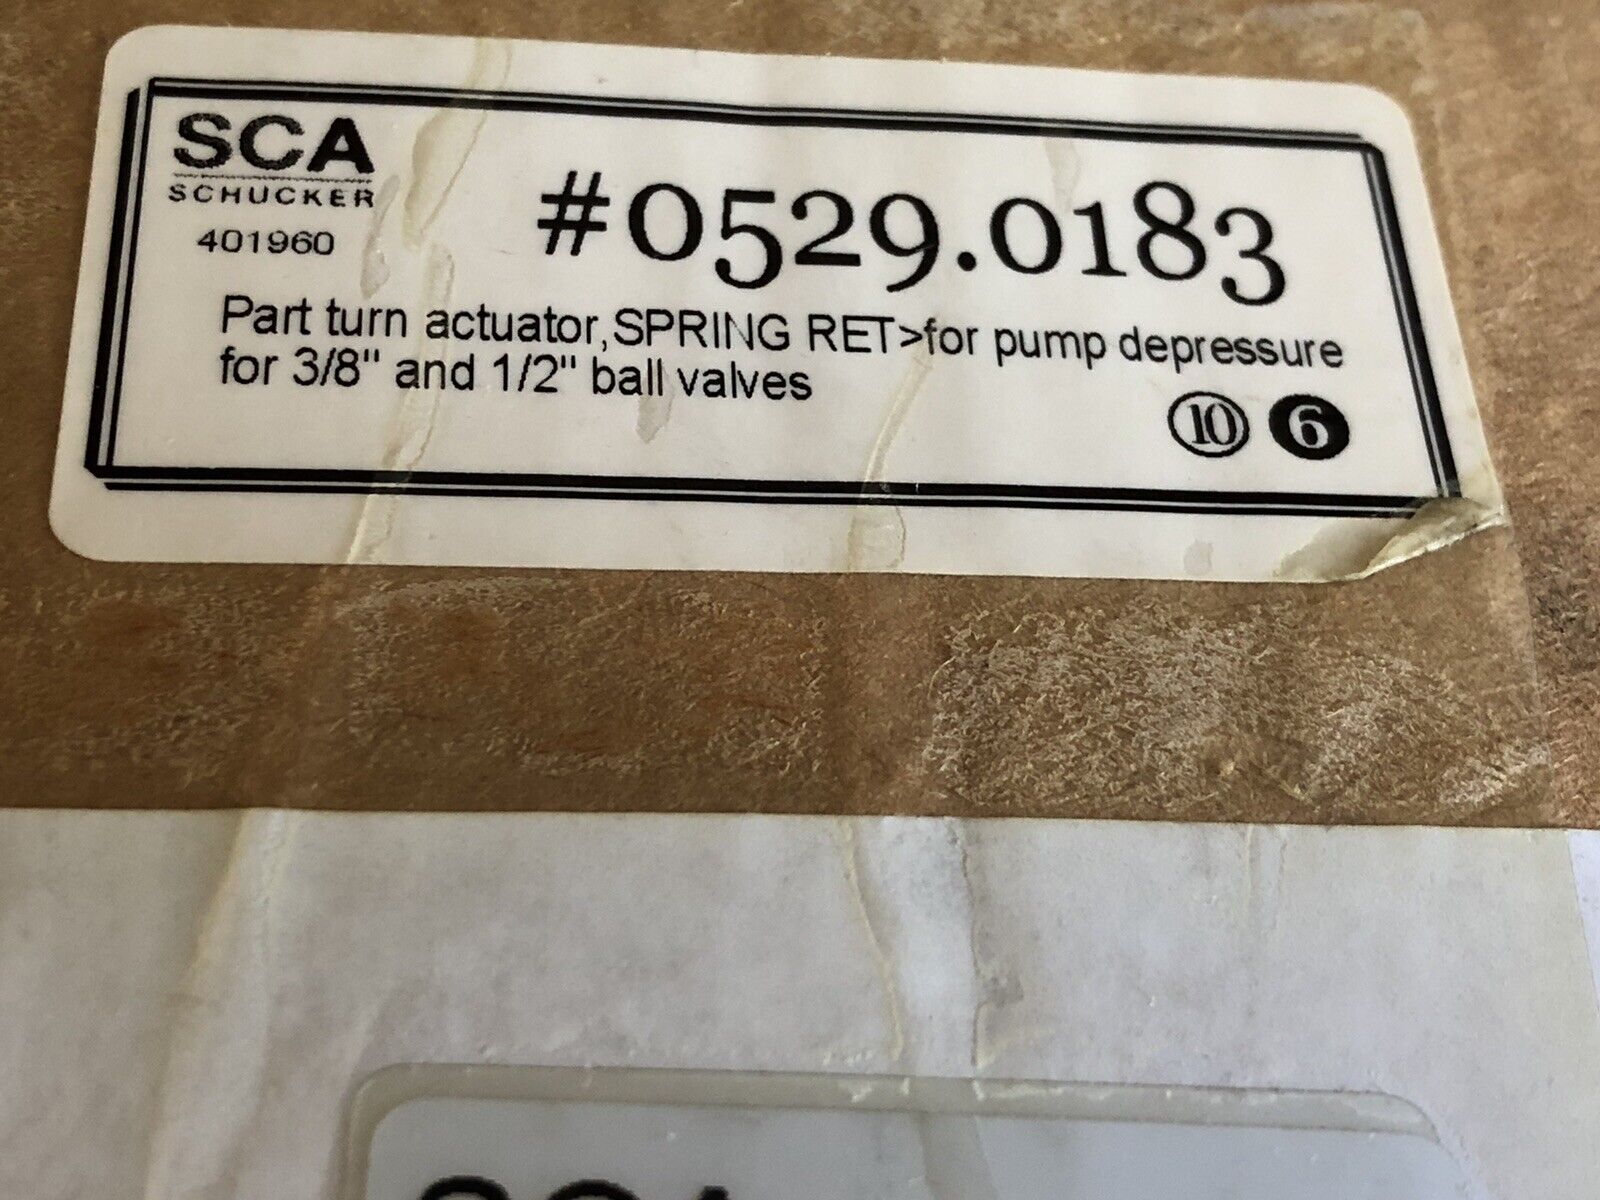 SCA
SCHUCKER
401960
#0529.0183
Part turn actuator,SPRING RET>for pump depressure
for 3/8" and 1/2" ball valves
10 6